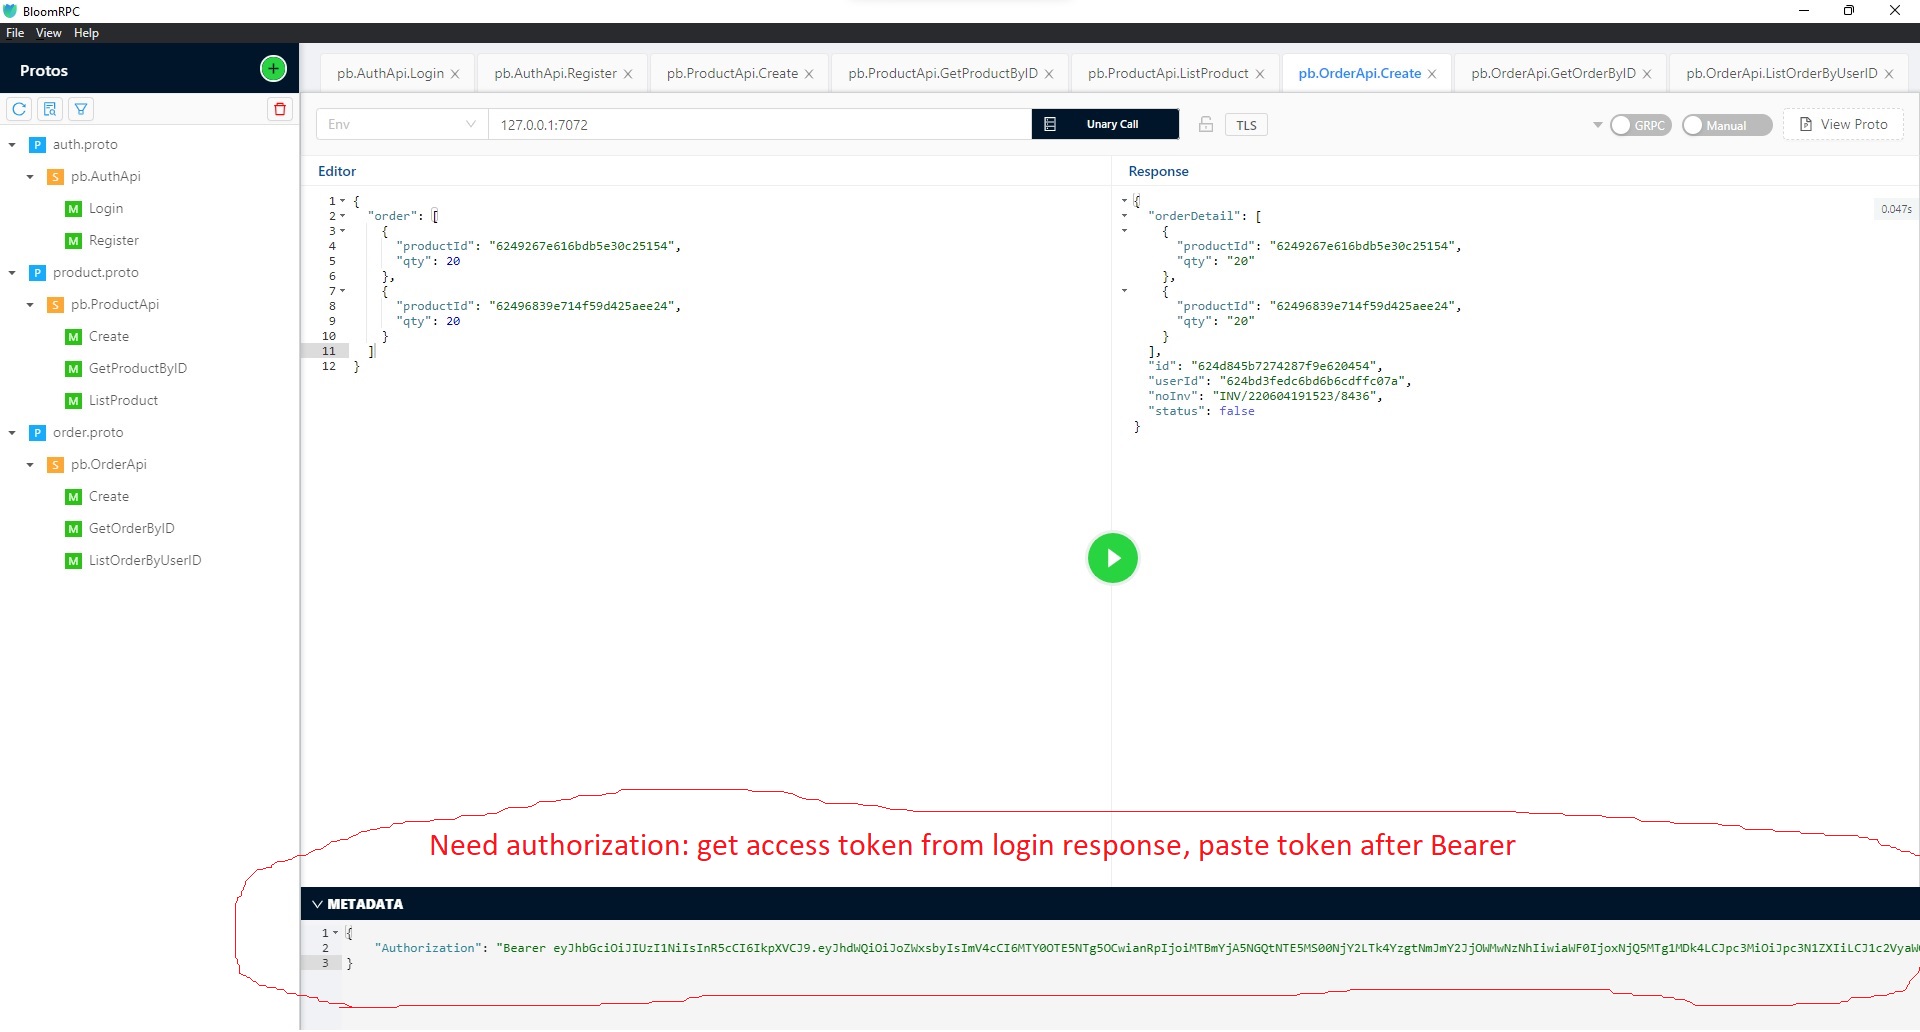 BloomRPC
File View Help
Protos
pb.AuthApi.Login
pb.AuthApi.Register
pb.ProductApi.Create
pb.ProductApi.GetProductByID
pb.ProductApi.ListProduct
pb.OrderApi.Create
pb.OrderApi.GetOrderByID
pb.OrderApi.ListOrderByUserID
Env
127.0.0.1:7072
Unary Call
TLS
GRPC
Manual
View Proto
P auth.proto
S pb.AuthApi
M Login
M Register
P product.proto
S pb.ProductApi
M Create
M GetProductByID
M ListProduct
P order.proto
S pb.OrderApi
M Create
M GetOrderByID
M ListOrderByUserID
Editor
1 {
2 "order": [
3 {
4 "productId": "6249267e616bdb5e30c25154",
5 "qty": 20
6 },
7 {
8 "productId": "62496839e714f59d425aee24",
9 "qty": 20
10 }
11 ]
12 }
Response
0.047s
{
"orderDetail": [
{
"productId": "6249267e616bdb5e30c25154",
"qty": "20"
},
{
"productId": "62496839e714f59d425aee24",
"qty": "20"
}
],
"id": "624d845b7274287f9e620454",
"userId": "624bd3fedc6bd6b6cdffc07a",
"noInv": "INV/220604191523/8436",
"status": false
}
Need authorization: get access token from login response, paste token after Bearer
METADATA
1 {
2 "Authorization": "Bearer
3 }